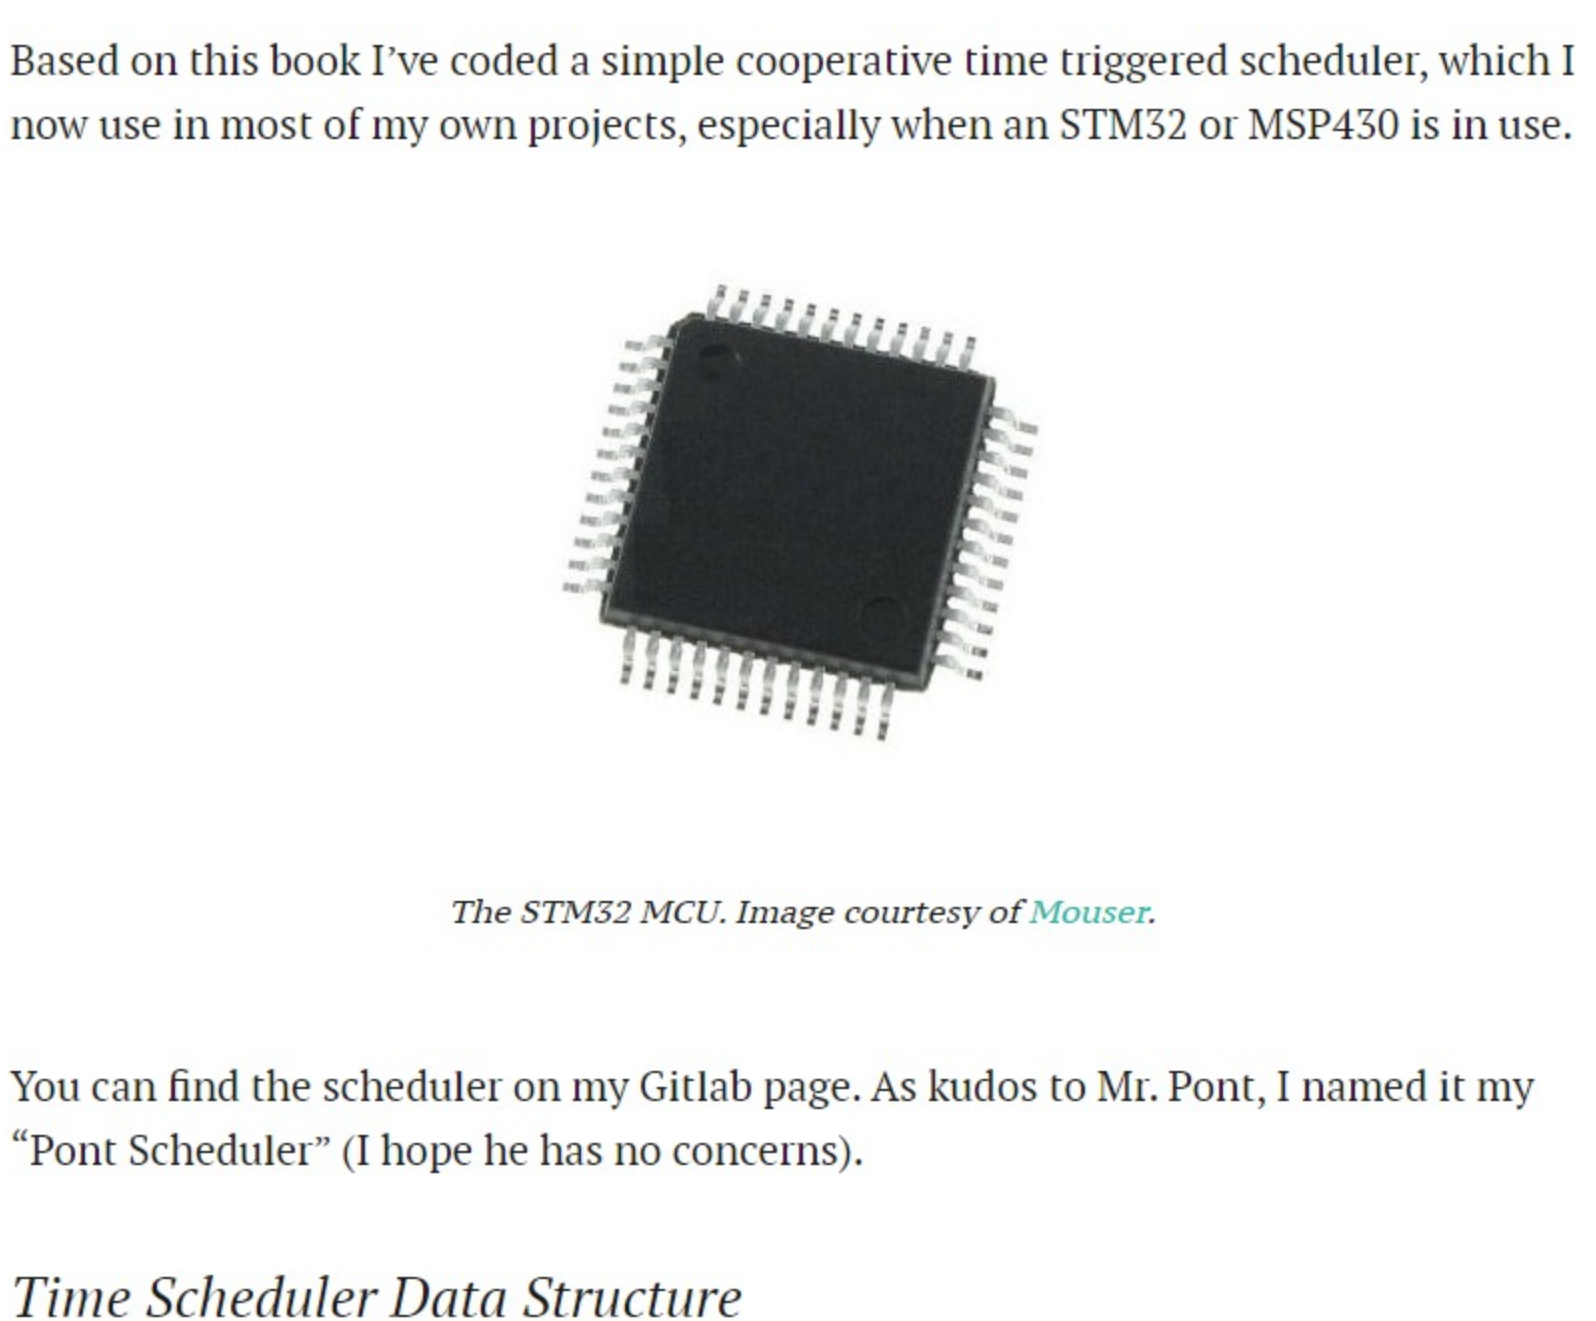 Based on this book I’ve coded a simple cooperative time triggered scheduler, which I
now use in most of my own projects, especially when an STM32 or MSP430 is in use.
The STM32 MCU. Image courtesy of Mouser.
You can find the scheduler on my Gitlab page. As kudos to Mr. Pont, I named it my
“Pont Scheduler” (I hope he has no concerns).
Time Scheduler Data Structure